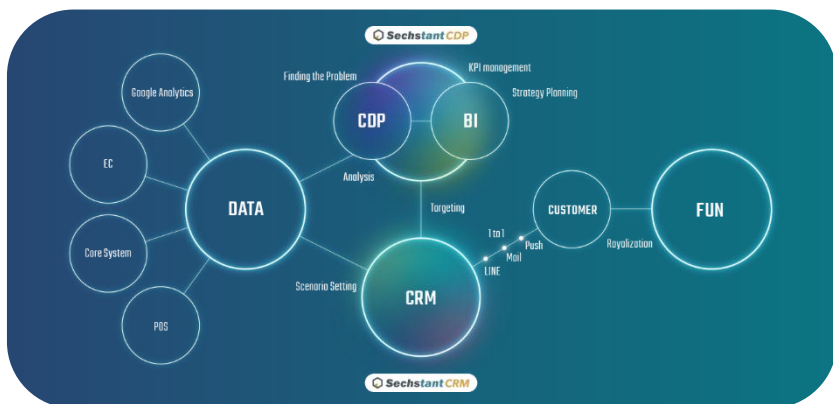 Sechstant CDP
Finding the Problem
KPI management
Google Analytics
Strategy Planning
CDP
BI
EC
Analysis
DATA
Targeting
CUSTOMER
FUN
1 to 1
Push
Mail
LINE
Royalization
Core System
Scenario Setting
CRM
POS
Sechstant CRM